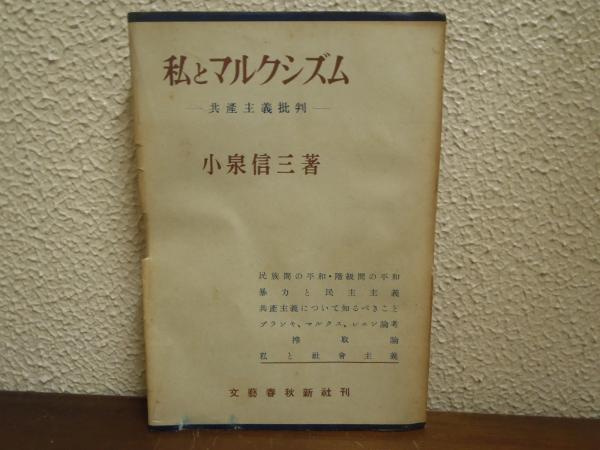 私とマルクシズム
―共産主義批判―
小泉信三著
民族間の平和・階級間の平和
暴力と民主主義
共産主義について知るべきこと
ブランキ、マルクス、レニン論考
搾取論
私と社會主義
文藝春秋新社刊